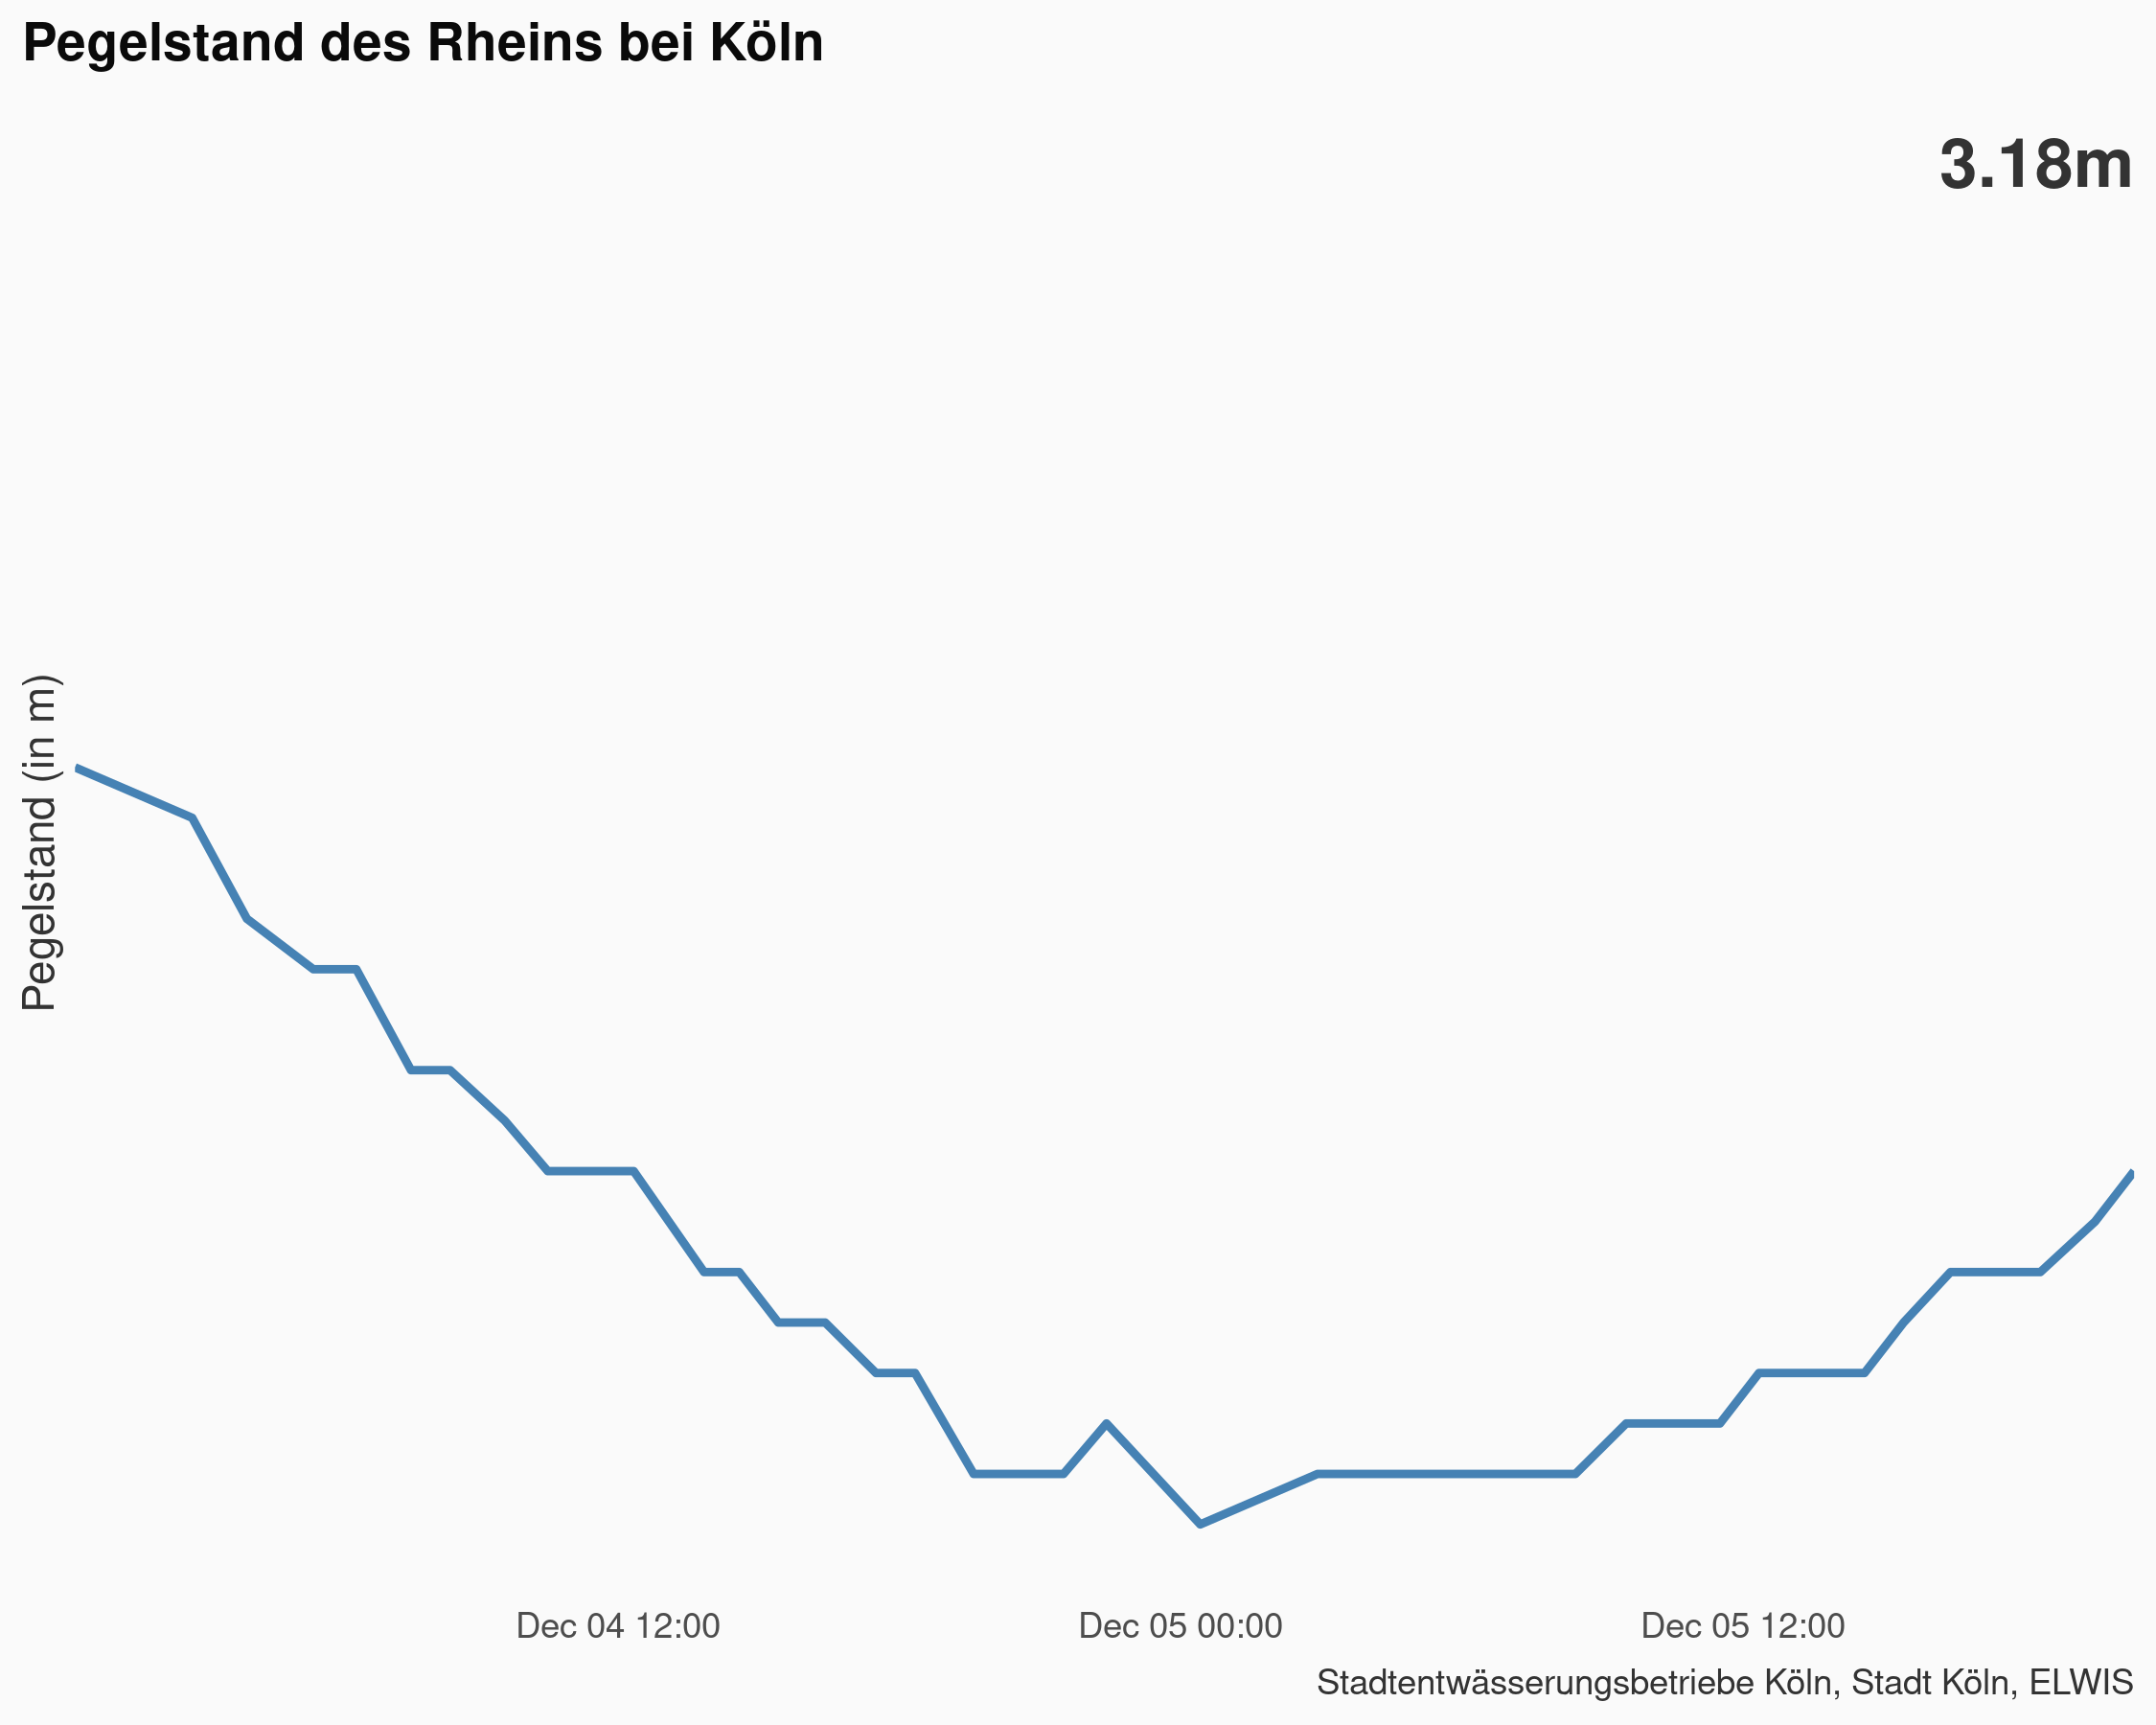 Pegelstand des Rheins bei Köln
3.18m
Pegelstand (in m)
Dec 04 12:00
Dec 05 00:00
Dec 05 12:00
Stadtentwässerungsbetriebe Köln, Stadt Köln, ELWIS